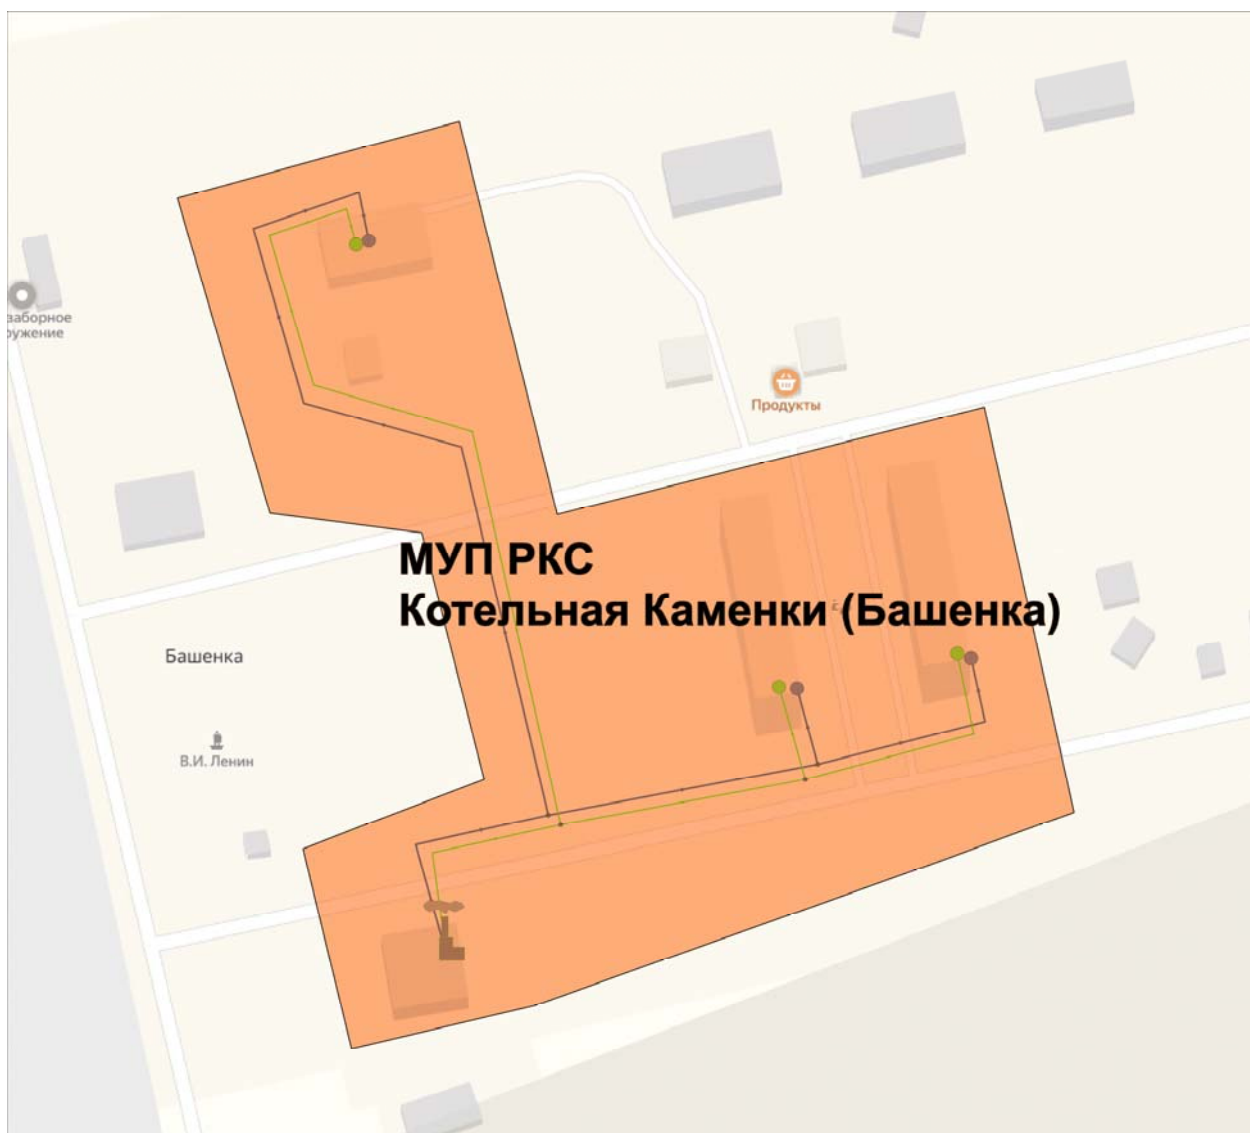 заборное
ружение
Продукты
МУП РКС
Котельная Каменки (Башенка)
Башенка
В.И. Ленин